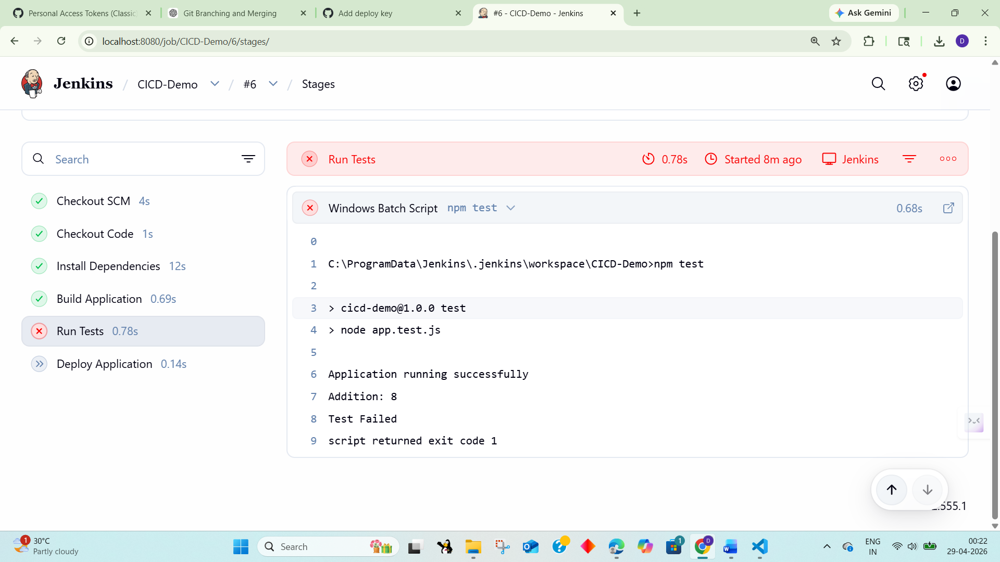 Personal Access Tokens (Classic
Git Branching and Merging
Add deploy key
#6 - CICD-Demo - Jenkins
Ask Gemini
localhost:8080/job/CICD-Demo/6/stages/
D
Jenkins / CICD-Demo / #6 / Stages
Search
Run Tests 0.78s Started 8m ago Jenkins
Checkout SCM 4s
Checkout Code 1s
Install Dependencies 12s
Build Application 0.69s
Run Tests 0.78s
Deploy Application 0.14s
Windows Batch Script npm test 0.68s
0
1 C:\ProgramData\Jenkins\.jenkins\workspace\CICD-Demo>npm test
2
3 > cicd-demo@1.0.0 test
4 > node app.test.js
5
6 Application running successfully
7 Addition: 8
8 Test Failed
9 script returned exit code 1
.555.1
1
30°C
Partly cloudy
Search
1
D
ENG
IN
00:22
29-04-2026